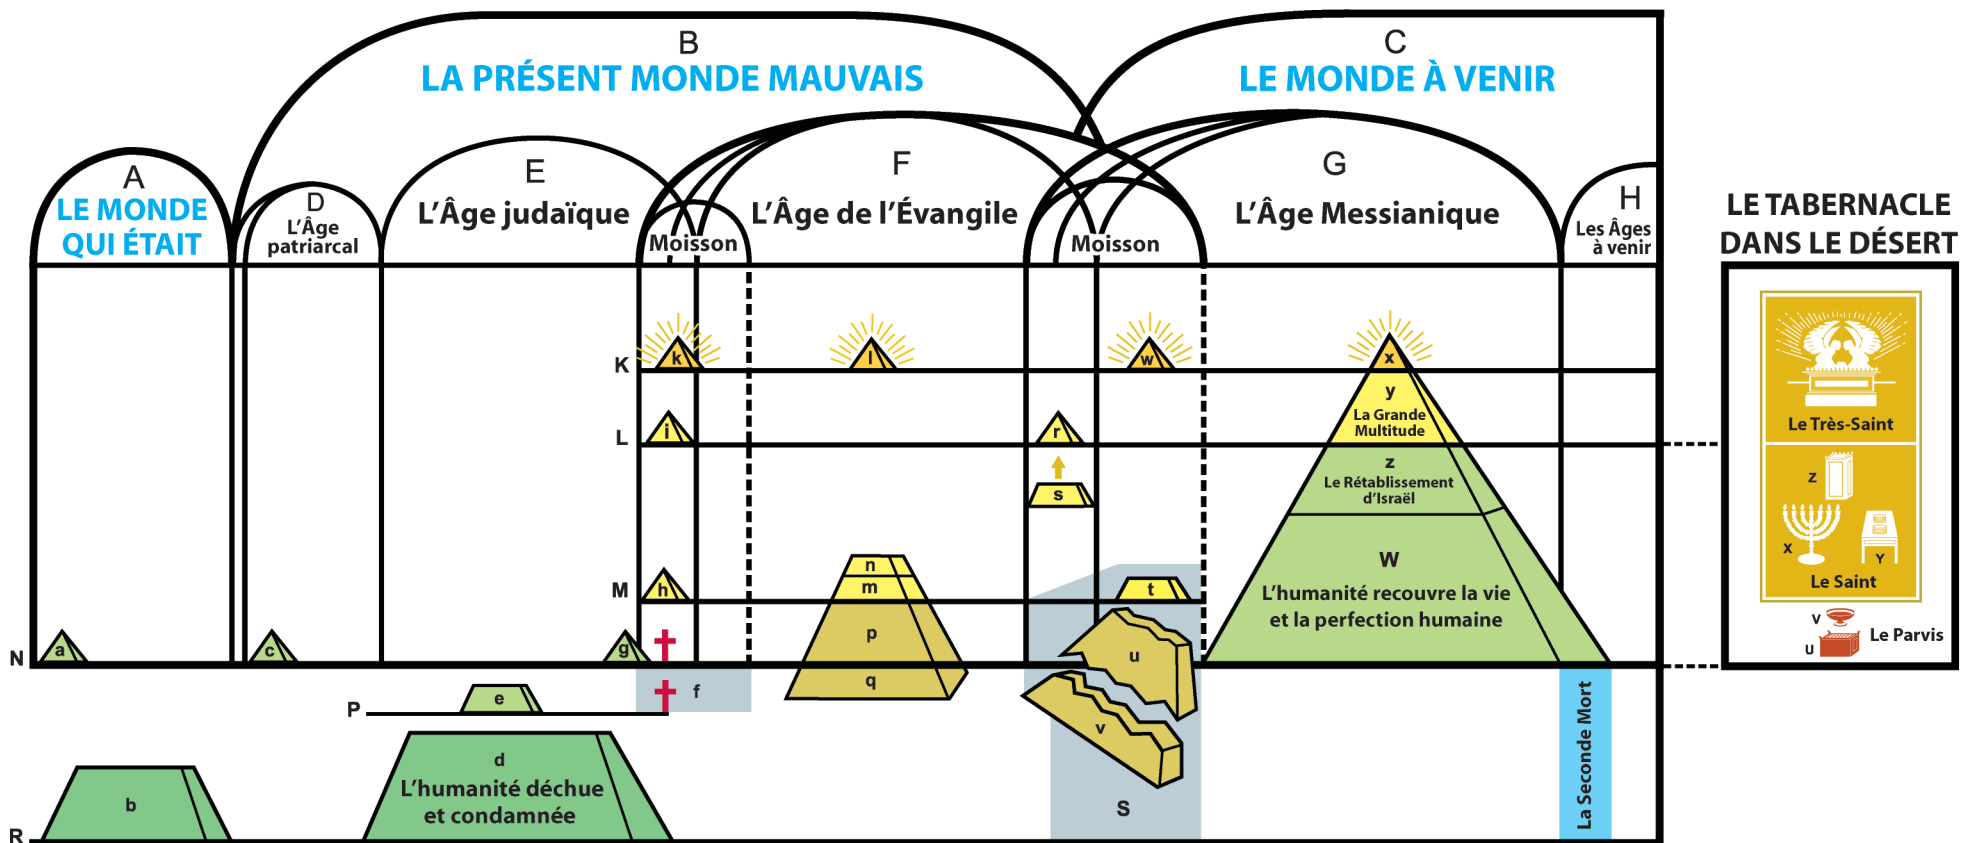 B
LA PRÉSENT MONDE MAUVAIS
C
LE MONDE À VENIR
A
LE MONDE
QUI ÉTAIT
D
L'Âge
patriarcal
E
L'Âge judaïque
Moisson
F
L'Âge de l'Évangile
Moisson
G
L'Âge Messianique
H
Les Âges
à venir
LE TABERNACLE
DANS LE DÉSERT
K
k
l
w
x
L
i
r
s
y
La Grande
Multitude
z
Le Rétablissement
d'Israël
M
h
n
m
t
W
L'humanité recouvre la vie
et la perfection humaine
N
a
c
g
p
q
u
v
S
P
e
f
R
b
d
L'humanité déchue
et condamnée
La Seconde Mort
Le Très-Saint
Z
X
Y
Le Saint
V
U
Le Parvis